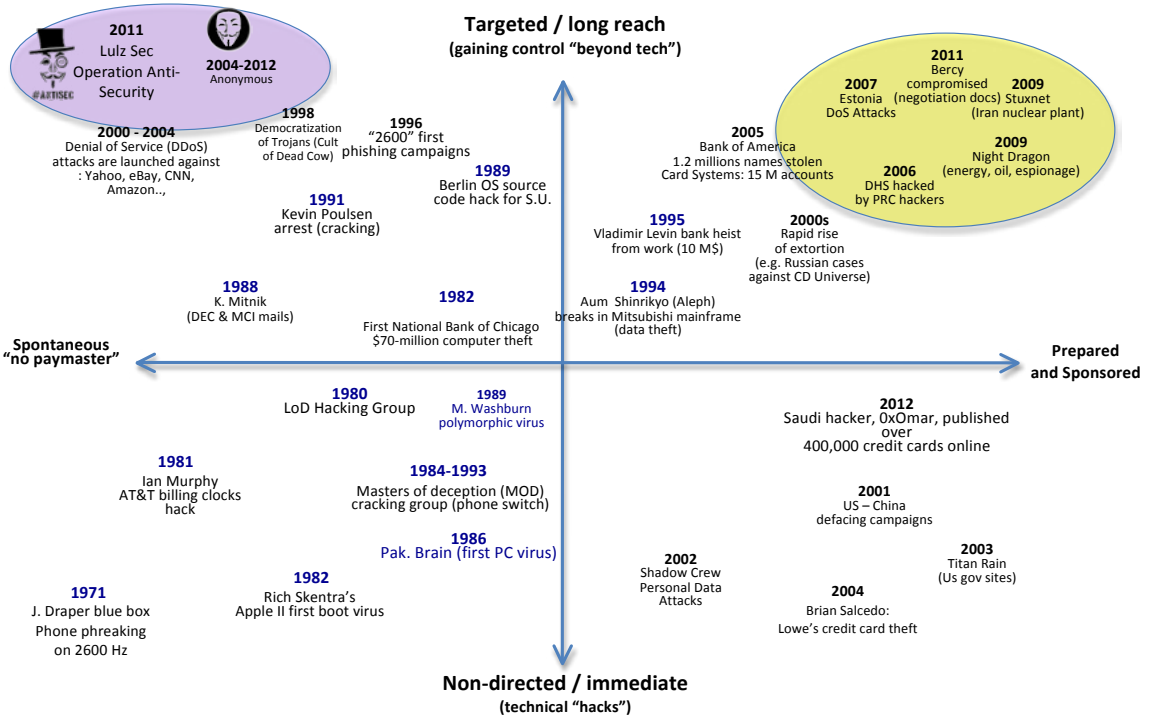 Targeted / long reach
(gaining control “beyond tech”)
2011
Lulz Sec
Operation Anti-
Security
#ANTISEC
2004-2012
Anonymous
2000 - 2004
Denial of Service (DDoS)
attacks are launched against
: Yahoo, eBay, CNN,
Amazon..,
1998
Democratization
of Trojans (Cult
of Dead Cow)
1996
“2600” first
phishing campaigns
1989
Berlin OS source
code hack for S.U.
1991
Kevin Poulsen
arrest (cracking)
1988
K. Mitnik
(DEC & MCI mails)
1982
First National Bank of Chicago
$70-million computer theft
2011
Bercy
compromised
(negotiation docs)
2007
Estonia
DoS Attacks
2009
Stuxnet
(Iran nuclear plant)
2009
Night Dragon
(energy, oil, espionage)
2006
DHS hacked
by PRC hackers
2005
Bank of America
1.2 millions names stolen
Card Systems: 15 M accounts
1995
Vladimir Levin bank heist
from work (10 M$)
2000s
Rapid rise
of extortion
(e.g. Russian cases
against CD Universe)
1994
Aum Shinrikyo (Aleph)
breaks in Mitsubishi mainframe
(data theft)
Spontaneous
“no paymaster”
Prepared
and Sponsored
1980
LoD Hacking Group
1989
M. Washburn
polymorphic virus
1981
Ian Murphy
AT&T billing clocks
hack
1984-1993
Masters of deception (MOD)
cracking group (phone switch)
1986
Pak. Brain (first PC virus)
1982
Rich Skentra’s
Apple II first boot virus
1971
J. Draper blue box
Phone phreaking
on 2600 Hz
2012
Saudi hacker, 0xOmar, published
over
400,000 credit cards online
2001
US – China
defacing campaigns
2002
Shadow Crew
Personal Data
Attacks
2003
Titan Rain
(Us gov sites)
2004
Brian Salcedo:
Lowe’s credit card theft
Non-directed / immediate
(technical “hacks”)